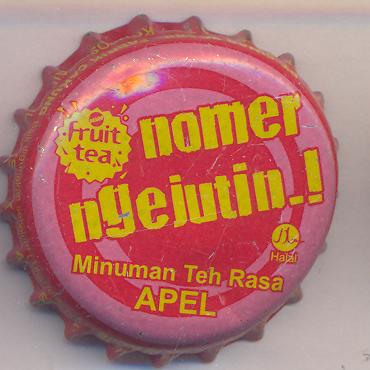 fruit
tea
nomer
ngejutin..!
Halal
Minuman Teh Rasa
APEL